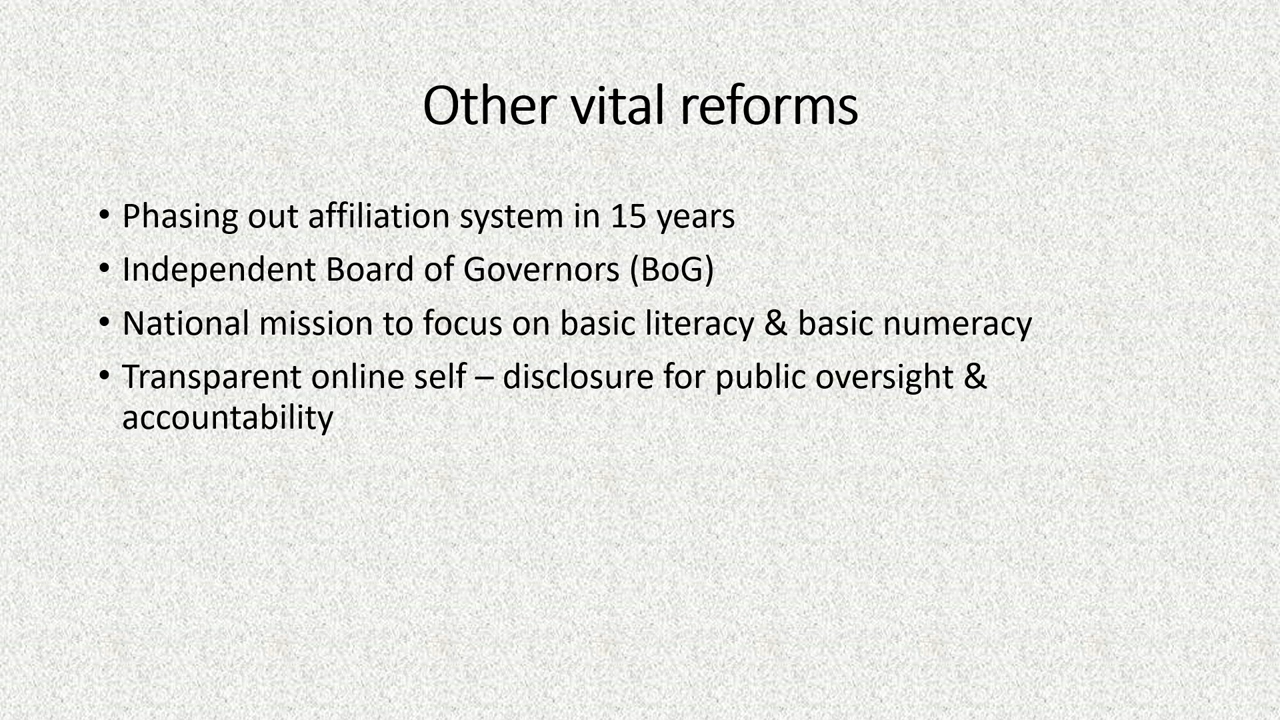 Other vital reforms
• Phasing out affiliation system in 15 years
• Independent Board of Governors (BoG)
• National mission to focus on basic literacy & basic numeracy
• Transparent online self – disclosure for public oversight &
accountability